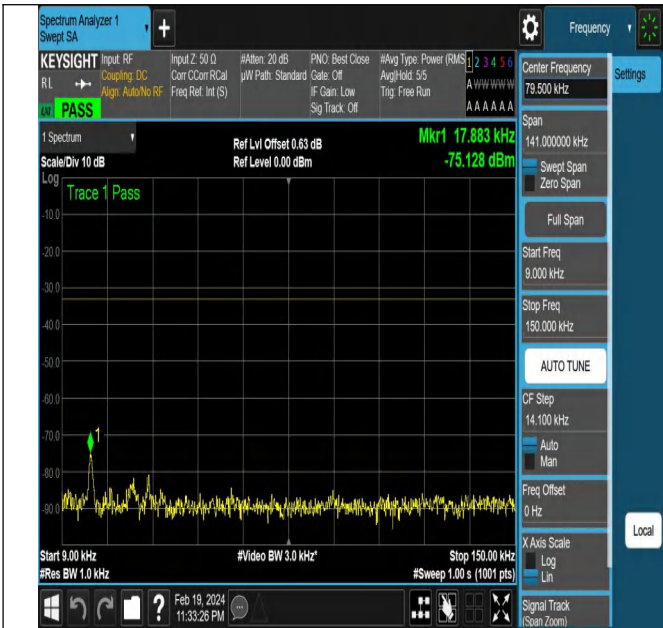 Spectrum Analyzer 1
Swept SA
+
Frequency
KEYSIGHT
RL
PASS
Input: RF
Coupling: DC
Align: Auto/No RF
Input Z: 50 Ω
Corr CCorr RCal
Freq Ref: Int (S)
#Atten: 20 dB
µW Path: Standard
PNO: Best Close
Gate: Off
IF Gain: Low
Sig Track: Off
#Avg Type: Power (RMS
Avg|Hold: 5/5
Trig: Free Run
1 2 3 4 5 6
A W W W W W
A A A A A A
1 Spectrum
Scale/Div 10 dB
Ref Lvl Offset 0.63 dB
Ref Level 0.00 dBm
Mkr1 17.883 kHz
-75.128 dBm
Log
Trace 1 Pass
-10.0
-20.0
-30.0
-40.0
-50.0
-60.0
-70.0
-80.0
-90.0
1
Start 9.00 kHz
#Res BW 1.0 kHz
#Video BW 3.0 kHz*
Stop 150.00 kHz
#Sweep 1.00 s (1001 pts)
Center Frequency
79.500 kHz
Settings
Span
141.000000 kHz
Swept Span
Zero Span
Full Span
Start Freq
9.000 kHz
Stop Freq
150.000 kHz
AUTO TUNE
CF Step
14.100 kHz
Auto
Man
Freq Offset
0 Hz
Local
X Axis Scale
Log
Lin
Signal Track
(Span Zoom)
?
Feb 19, 2024
11:33:26 PM